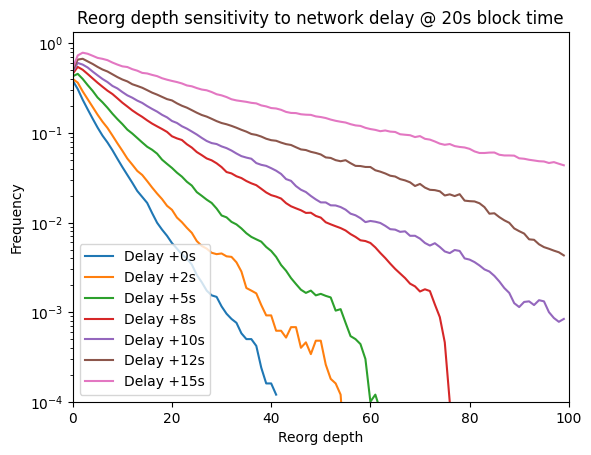 Reorg depth sensitivity to network delay @ 20s block time
Frequency
10⁰
10⁻¹
10⁻²
10⁻³
10⁻⁴
Delay +0s
Delay +2s
Delay +5s
Delay +8s
Delay +10s
Delay +12s
Delay +15s
0 20 40 60 80 100
Reorg depth